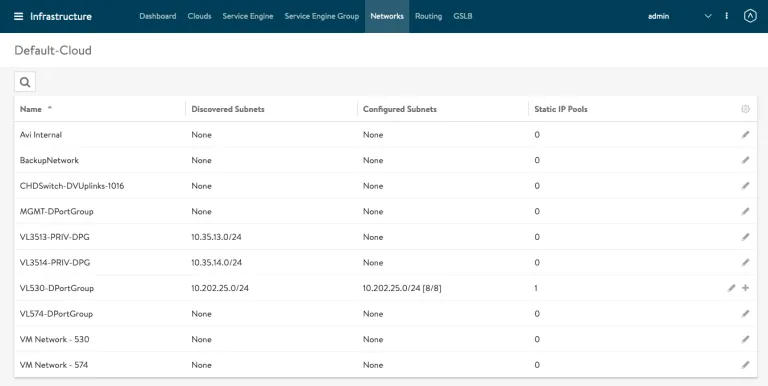 Infrastructure Dashboard Clouds Service Engine Service Engine Group Networks Routing GSLB admin
Default-Cloud
Name Discovered Subnets Configured Subnets Static IP Pools
Avi Internal None None 0
BackupNetwork None None 0
CHDSwitch-DVUplinks-1016 None None 0
MGMT-DPortGroup None None 0
VL3513-PRIV-DPG 10.35.13.0/24 None 0
VL3514-PRIV-DPG 10.35.14.0/24 None 0
VL530-DPortGroup 10.202.25.0/24 10.202.25.0/24 [8/8] 1
VL574-DPortGroup None None 0
VM Network - 530 None None 0
VM Network - 574 None None 0